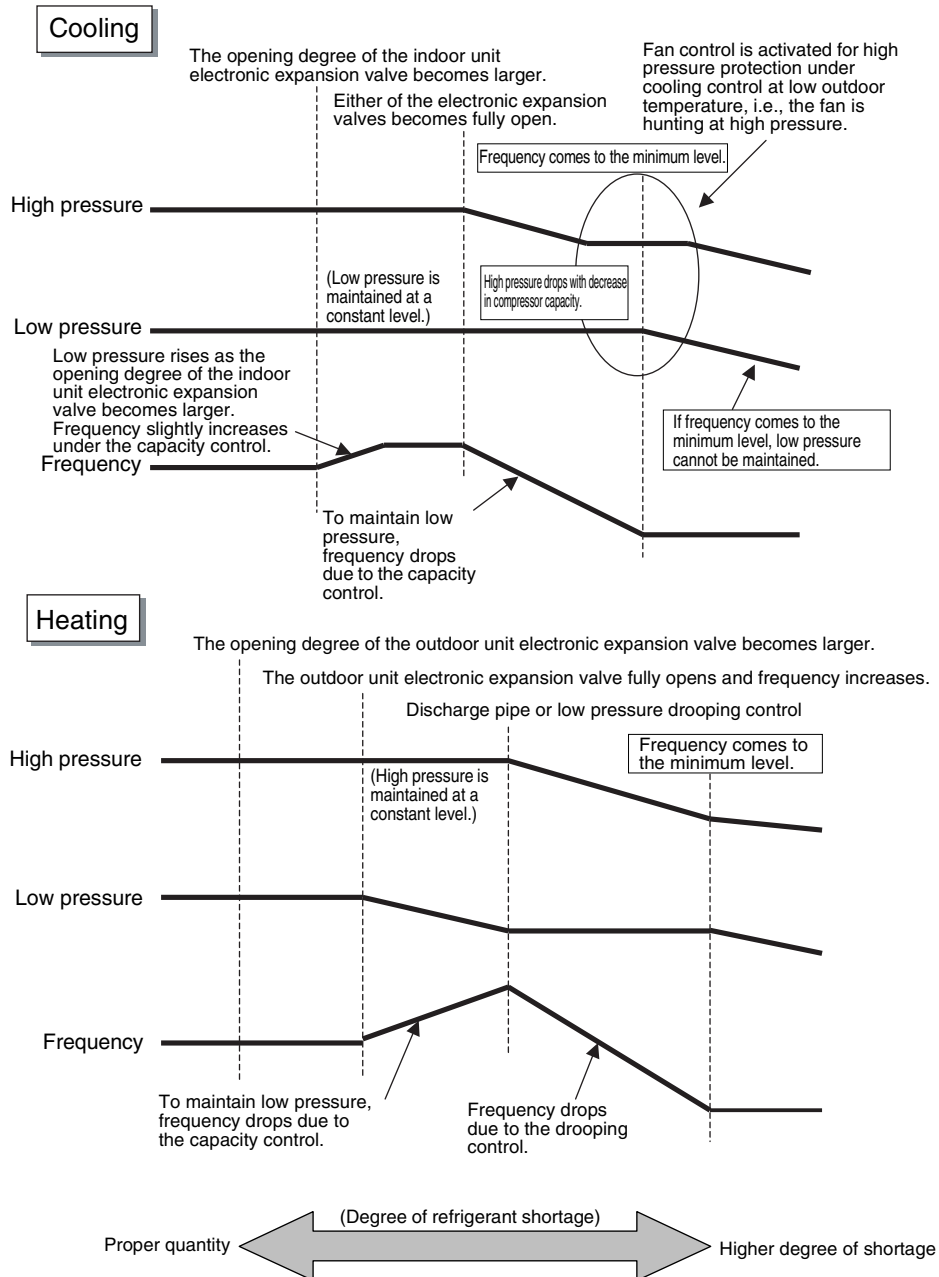 Cooling
The opening degree of the indoor unit
electronic expansion valve becomes larger.
Either of the electronic expansion
valves becomes fully open.
Fan control is activated for high
pressure protection under
cooling control at low outdoor
temperature, i.e., the fan is
hunting at high pressure.
Frequency comes to the minimum level.
High pressure
(Low pressure is
maintained at a
constant level.)
High pressure drops with decrease
in compressor capacity.
Low pressure
Low pressure rises as the
opening degree of the indoor
unit electronic expansion
valve becomes larger.
Frequency slightly increases
under the capacity control.
If frequency comes to the
minimum level, low pressure
cannot be maintained.
Frequency
To maintain low
pressure,
frequency drops
due to the capacity
control.
Heating
The opening degree of the outdoor unit electronic expansion valve becomes larger.
The outdoor unit electronic expansion valve fully opens and frequency increases.
Discharge pipe or low pressure drooping control
Frequency comes to
the minimum level.
High pressure
(High pressure is
maintained at a
constant level.)
Low pressure
Frequency
To maintain low pressure,
frequency drops due to
the capacity control.
Frequency drops
due to the drooping
control.
(Degree of refrigerant shortage)
Proper quantity
Higher degree of shortage